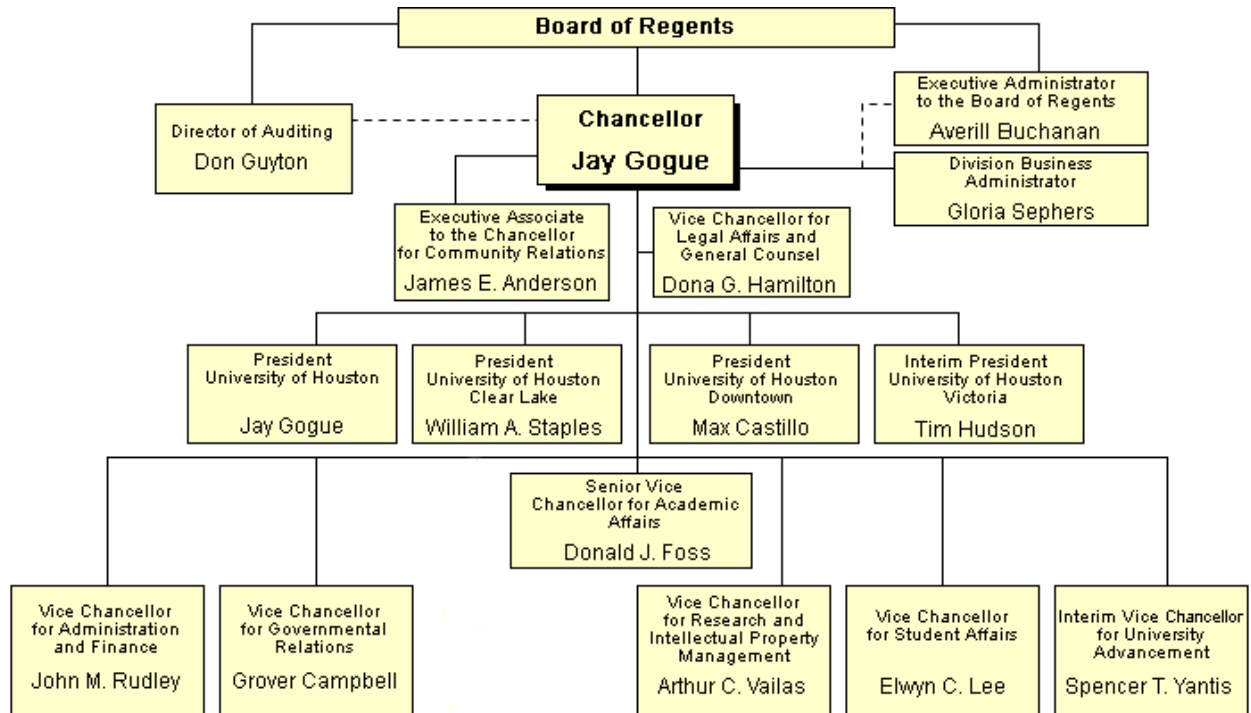 Board of Regents
Executive Administrator
to the Board of Regents
Averill Buchanan
Director of Auditing
Don Guyton
Chancellor
Jay Gogue
Division Business
Administrator
Gloria Sephers
Executive Associate
to the Chancellor
for Community Relations
James E. Anderson
Vice Chancellor for
Legal Affairs and
General Counsel
Dona G. Hamilton
President
University of Houston
Jay Gogue
President
University of Houston
Clear Lake
William A. Staples
President
University of Houston
Downtown
Max Castillo
Interim President
University of Houston
Victoria
Tim Hudson
Senior Vice
Chancellor for Academic
Affairs
Donald J. Foss
Vice Chancellor
for Administration
and Finance
John M. Rudley
Vice Chancellor
for Governmental
Relations
Grover Campbell
Vice Chancellor
for Research and
Intellectual Property
Management
Arthur C. Vailas
Vice Chancellor
for Student Affairs
Elwyn C. Lee
Interim Vice Chancellor
for University
Advancement
Spencer T. Yantis